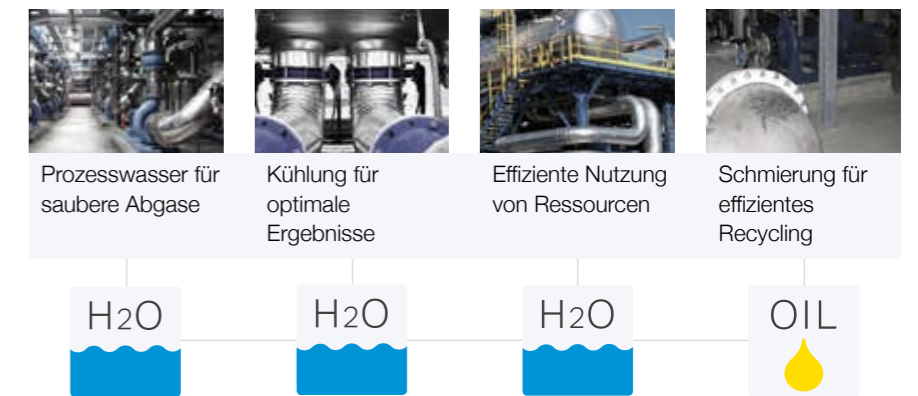 Prozesswasser für
saubere Abgase
Kühlung für
optimale
Ergebnisse
Effiziente Nutzung
von Ressourcen
Schmierung für
effizientes
Recycling
H2O
H2O
H2O
OIL